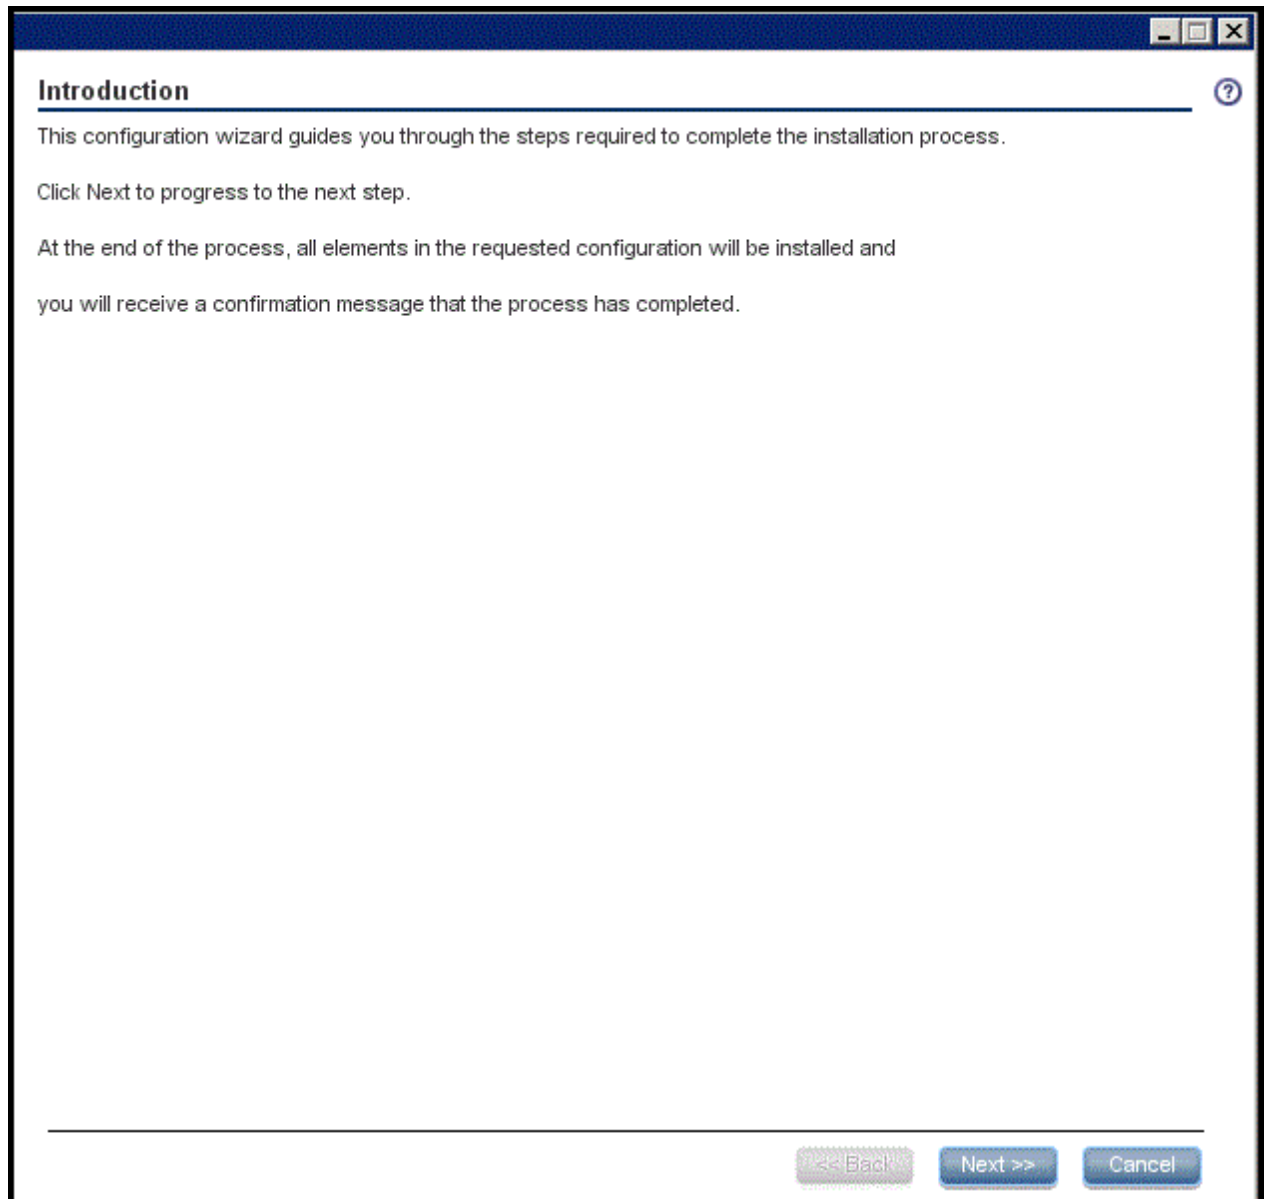 Introduction
This configuration wizard guides you through the steps required to complete the installation process.
Click Next to progress to the next step.
At the end of the process, all elements in the requested configuration will be installed and
you will receive a confirmation message that the process has completed.
<< Back
Next >>
Cancel